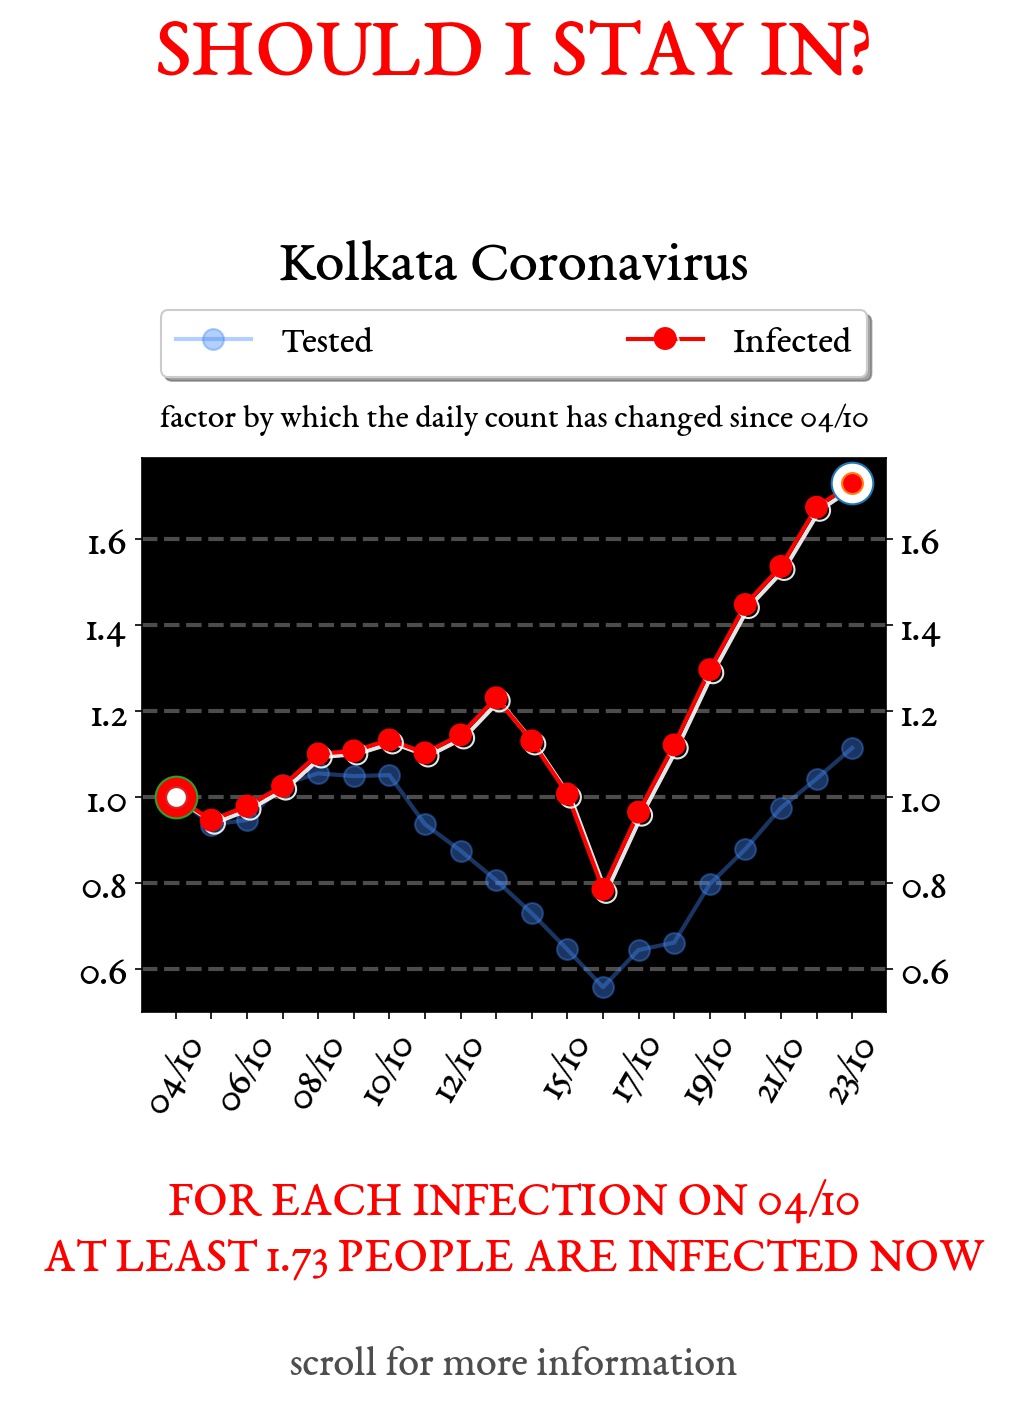 SHOULD I STAY IN?
Kolkata Coronavirus
Tested Infected
factor by which the daily count has changed since 04/10
1.6 1.6
1.4 1.4
1.2 1.2
1.0 1.0
0.8 0.8
0.6 0.6
04/10 06/10 08/10 10/10 12/10 15/10 17/10 19/10 21/10 23/10
FOR EACH INFECTION ON 04/10
AT LEAST 1.73 PEOPLE ARE INFECTED NOW
scroll for more information